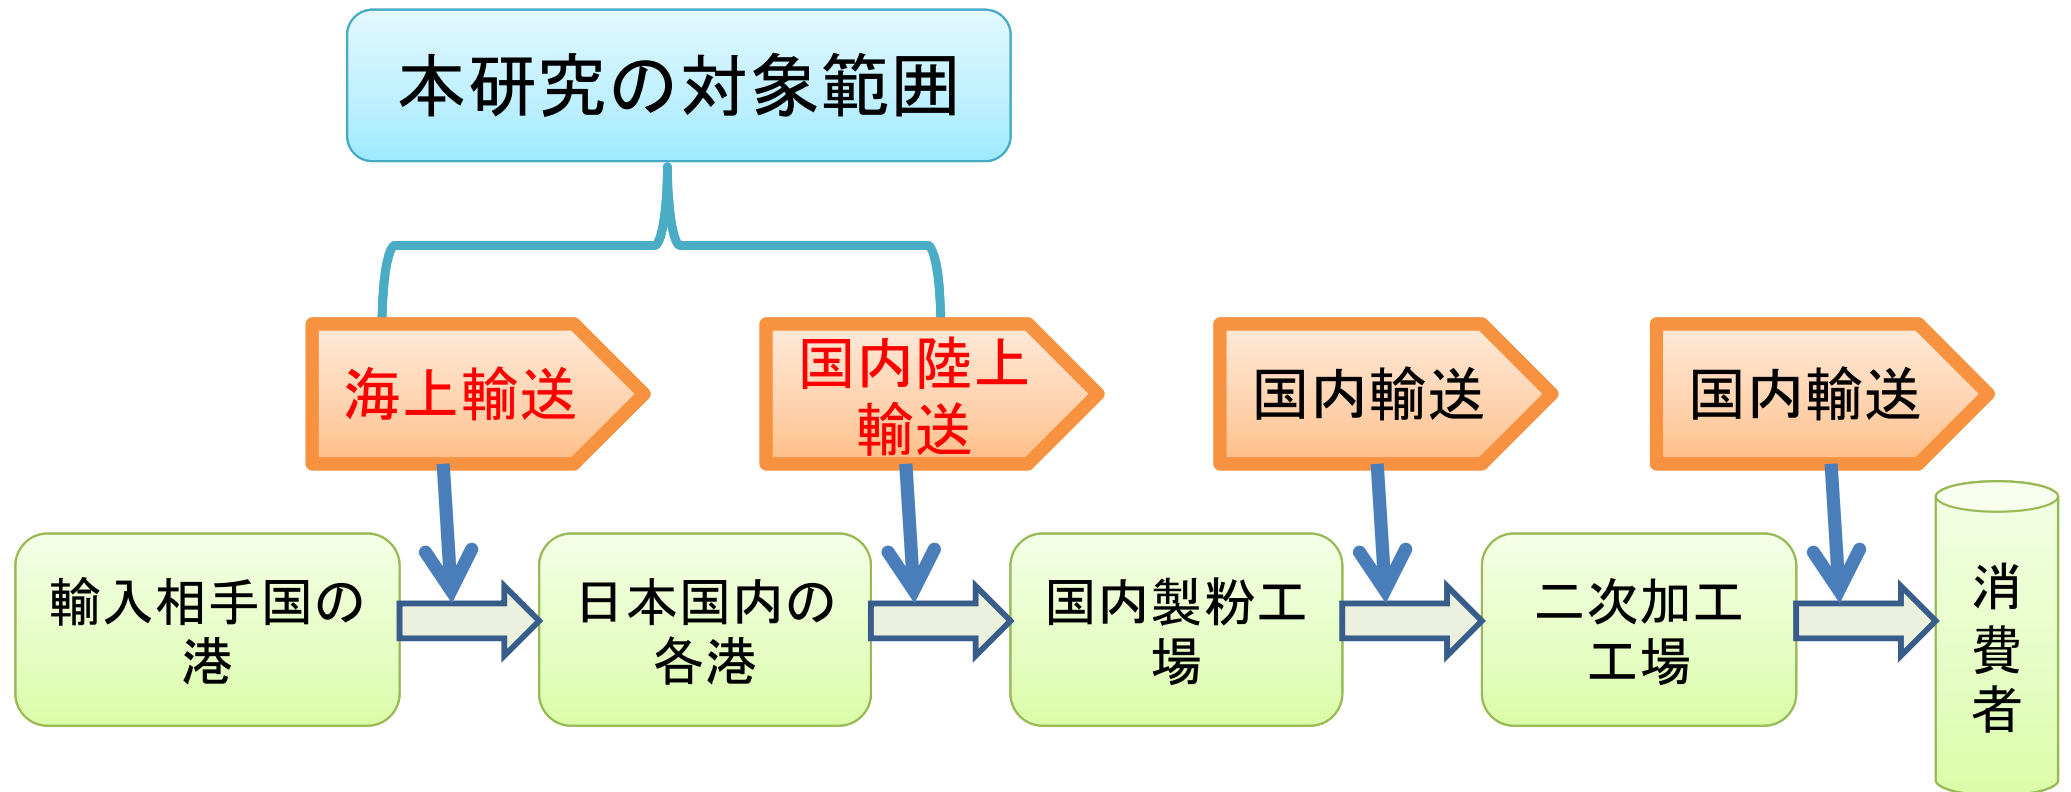 本研究の対象範囲
海上輸送
国内陸上
輸送
国内輸送
国内輸送
輸入相手国の
港
日本国内の
各港
国内製粉工
場
二次加工
工場
消
費
者